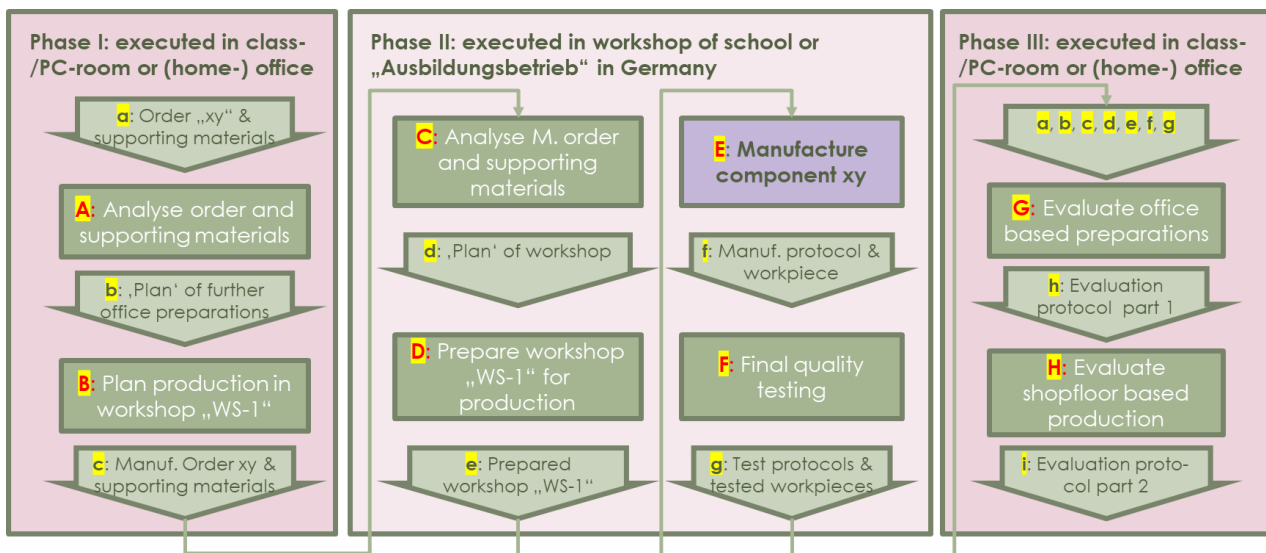 Phase I: executed in class-
/PC-room or (home-) office
a: Order „xy“ &
supporting materials
A: Analyse order and
supporting materials
b: ‚Plan‘ of further
office preparations
B: Plan production in
workshop „WS-1“
c: Manuf. Order xy &
supporting materials
Phase II: executed in workshop of school or
„Ausbildungsbetrieb“ in Germany
C: Analyse M. order
and supporting
materials
d: ‚Plan‘ of workshop
D: Prepare workshop
„WS-1“ for
production
e: Prepared
workshop „WS-1“
E: Manufacture
component xy
f: Manuf. protocol &
workpiece
F: Final quality
testing
g: Test protocols &
tested workpieces
Phase III: executed in class-
/PC-room or (home-) office
a, b, c, d, e, f, g
G: Evaluate office
based preparations
h: Evaluation
protocol part 1
H: Evaluate
shopfloor based
production
i: Evaluation proto-
col part 2